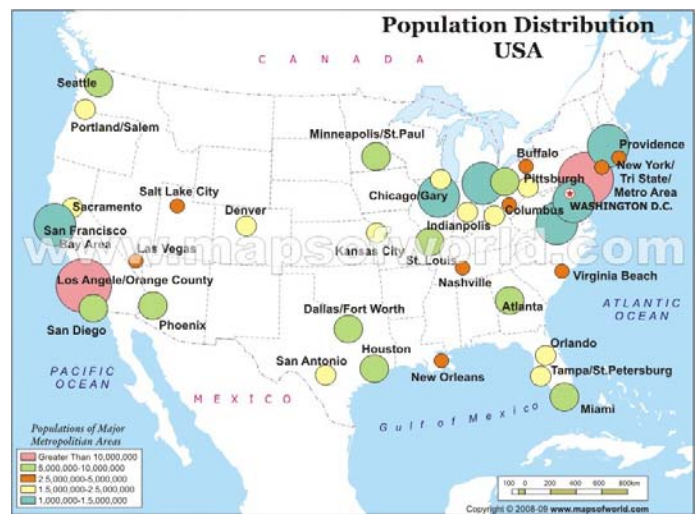 Population Distribution
USA
C A N A D A
Seattle
Portland/Salem
Minneapolis/St.Paul
Buffalo
Providence
New York/
Tri State/
Metro Area
Pittsburgh
WASHINGTON D.C.
Chicago/Gary
Columbus
Indianpolis
Salt Lake City
Denver
Sacramento
San Francisco
Bay Area
Las Vegas
Kansas City
St. Louis
www.mapsofworld.com
Nashville
Virginia Beach
Los Angele/Orange County
San Diego
Phoenix
Dallas/Fort Worth
Atlanta
ATLANTIC
OCEAN
Houston
San Antonio
New Orleans
Orlando
Tampa/St.Petersburg
Miami
PACIFIC
OCEAN
M E X I C O
Gulf of Mexico
Populations of Major
Metropolitian Areas
Greater Than 10,000,000
5,000,000-10,000,000
2.5,000,000-5,000,000
1.5,000,000-2.5,000,000
1,000,000-1.5,000,000
100 0 200 400 600 800km
Copyright © 2008-09 www.mapsofworld.com